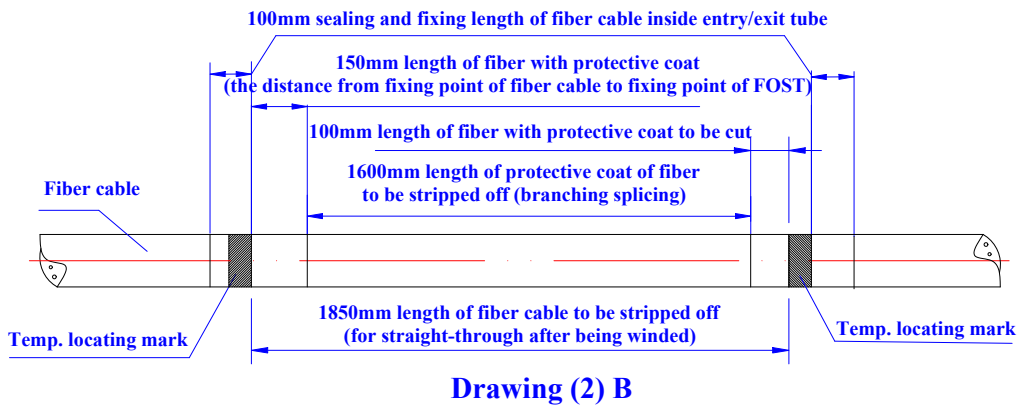 100mm sealing and fixing length of fiber cable inside entry/exit tube
150mm length of fiber with protective coat
(the distance from fixing point of fiber cable to fixing point of FOST)
100mm length of fiber with protective coat to be cut
1600mm length of protective coat of fiber
to be stripped off (branching splicing)
Fiber cable
1850mm length of fiber cable to be stripped off
(for straight-through after being winded)
Temp. locating mark
Temp. locating mark
Drawing (2) B